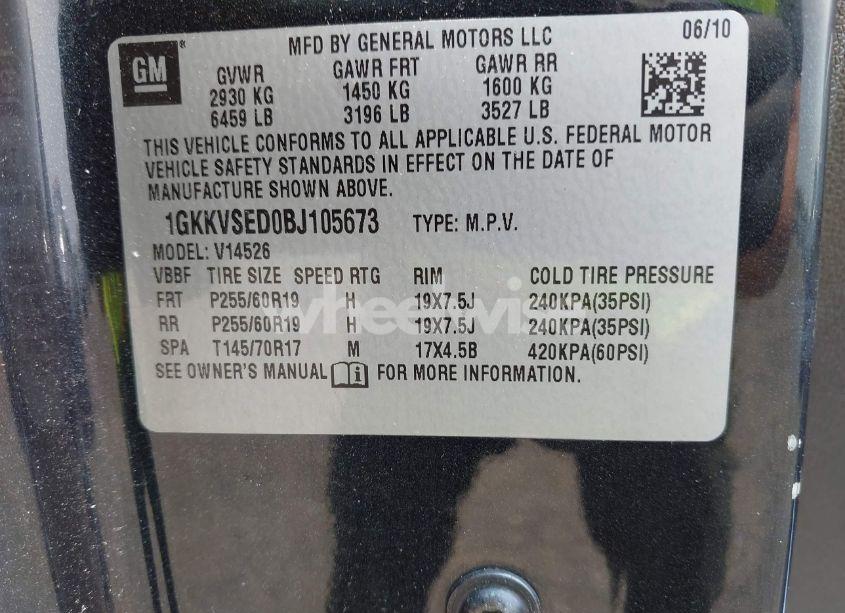 MFD BY GENERAL MOTORS LLC 06/10
GM
GVWR GAWR FRT GAWR RR
2930 KG 1450 KG 1600 KG
6459 LB 3196 LB 3527 LB
THIS VEHICLE CONFORMS TO ALL APPLICABLE U.S. FEDERAL MOTOR
VEHICLE SAFETY STANDARDS IN EFFECT ON THE DATE OF
MANUFACTURE SHOWN ABOVE.
1GKKVSED0BJ105673 TYPE: M.P.V.
MODEL: V14526
VBBF TIRE SIZE SPEED RTG RIM COLD TIRE PRESSURE
FRT P255/60R19 H 19X7.5J 240KPA(35PSI)
RR P255/60R19 H 19X7.5J 240KPA(35PSI)
SPA T145/70R17 M 17X4.5B 420KPA(60PSI)
SEE OWNER'S MANUAL i FOR MORE INFORMATION.